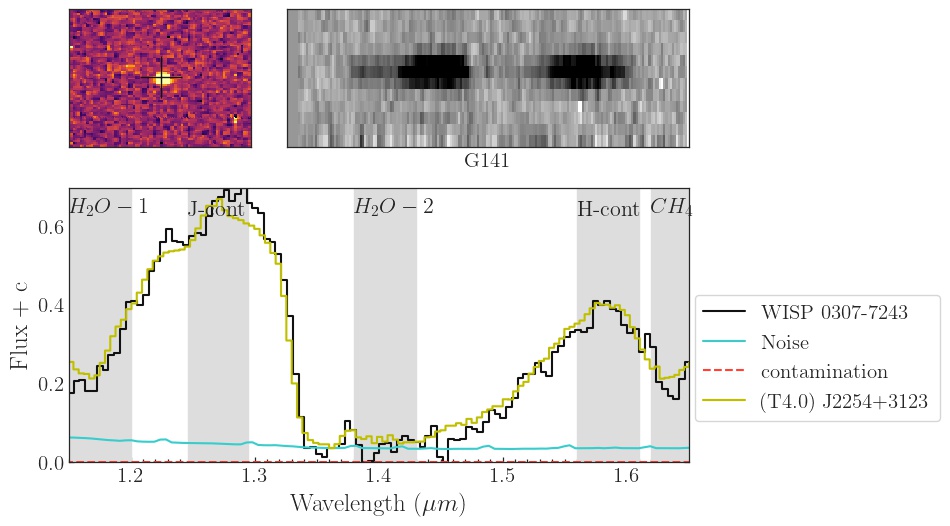 G141
H₂O − 1
J-cont
H₂O − 2
H-cont
CH₄
0.6
0.4
0.2
0.0
Flux + c
1.2
1.3
1.4
1.5
1.6
Wavelength (μm)
WISP 0307-7243
Noise
contamination
(T4.0) J2254+3123